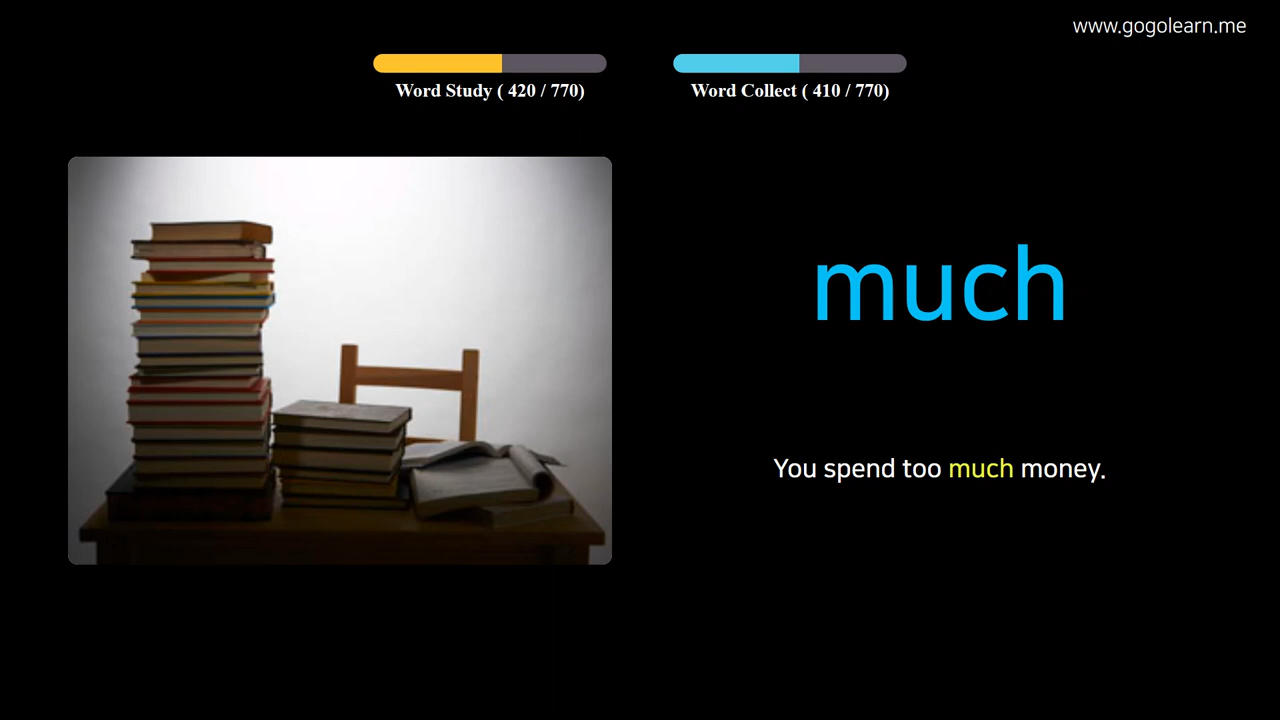 www.gogolearn.me
Word Study ( 420 / 770)
Word Collect ( 410 / 770)
much
You spend too much money.